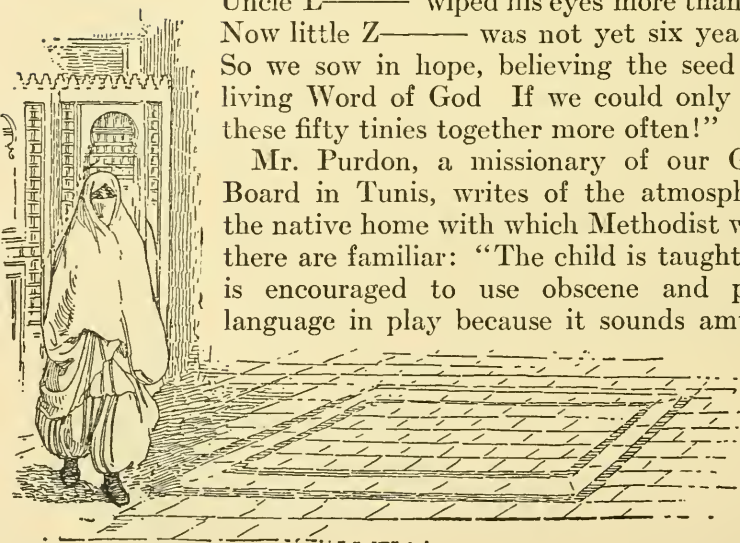 Uncle L—— wiped his eyes more than
Now little Z—— was not yet six yea
So we sow in hope, believing the seed
living Word of God If we could only
these fifty tinies together more often!”
Mr. Purdon, a missionary of our G
Board in Tunis, writes of the atmosph
the native home with which Methodist w
there are familiar: “The child is taught
is encouraged to use obscene and p
language in play because it sounds am